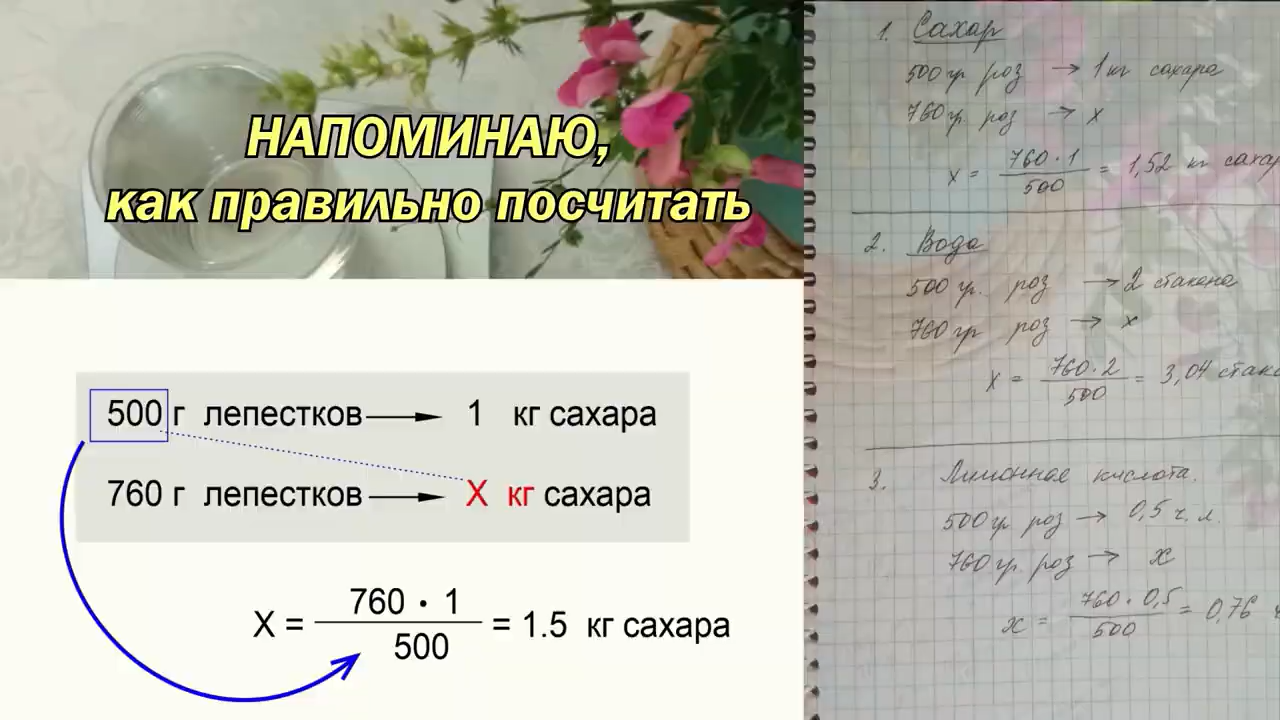 НАПОМИНАЮ,
как правильно посчитать
500 г лепестков → 1 кг сахара
760 г лепестков → X кг сахара
X = 760 · 1 / 500 = 1.5 кг сахара
1. Сахар
500 гр роз → 1 кг сахара
760 гр роз → x
x = 760 · 1 / 500 = 1,52 кг сахар
2. Вода
500 гр. роз → 2 стакана
760 гр роз → x
x = 760 · 2 / 500 = 3,04 стака
3. Лимонная кислота.
500 гр роз → 0,5 ч. л.
760 гр роз → x
x = 760 · 0,5 / 500 = 0,76 ч